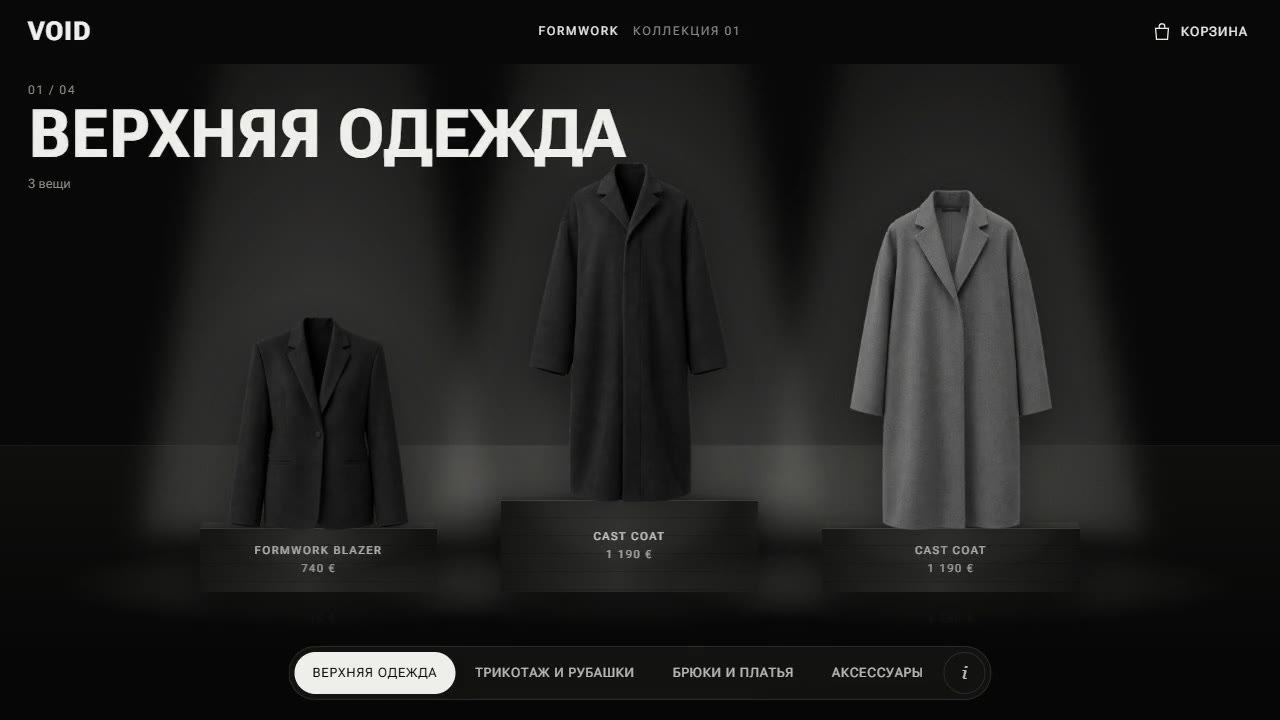 VOID
FORMWORK КОЛЛЕКЦИЯ 01
КОРЗИНА
01 / 04
ВЕРХНЯЯ ОДЕЖДА
3 вещи
FORMWORK BLAZER
740 €
CAST COAT
1 190 €
CAST COAT
1 190 €
ВЕРХНЯЯ ОДЕЖДА
ТРИКОТАЖ И РУБАШКИ
БРЮКИ И ПЛАТЬЯ
АКСЕССУАРЫ
i